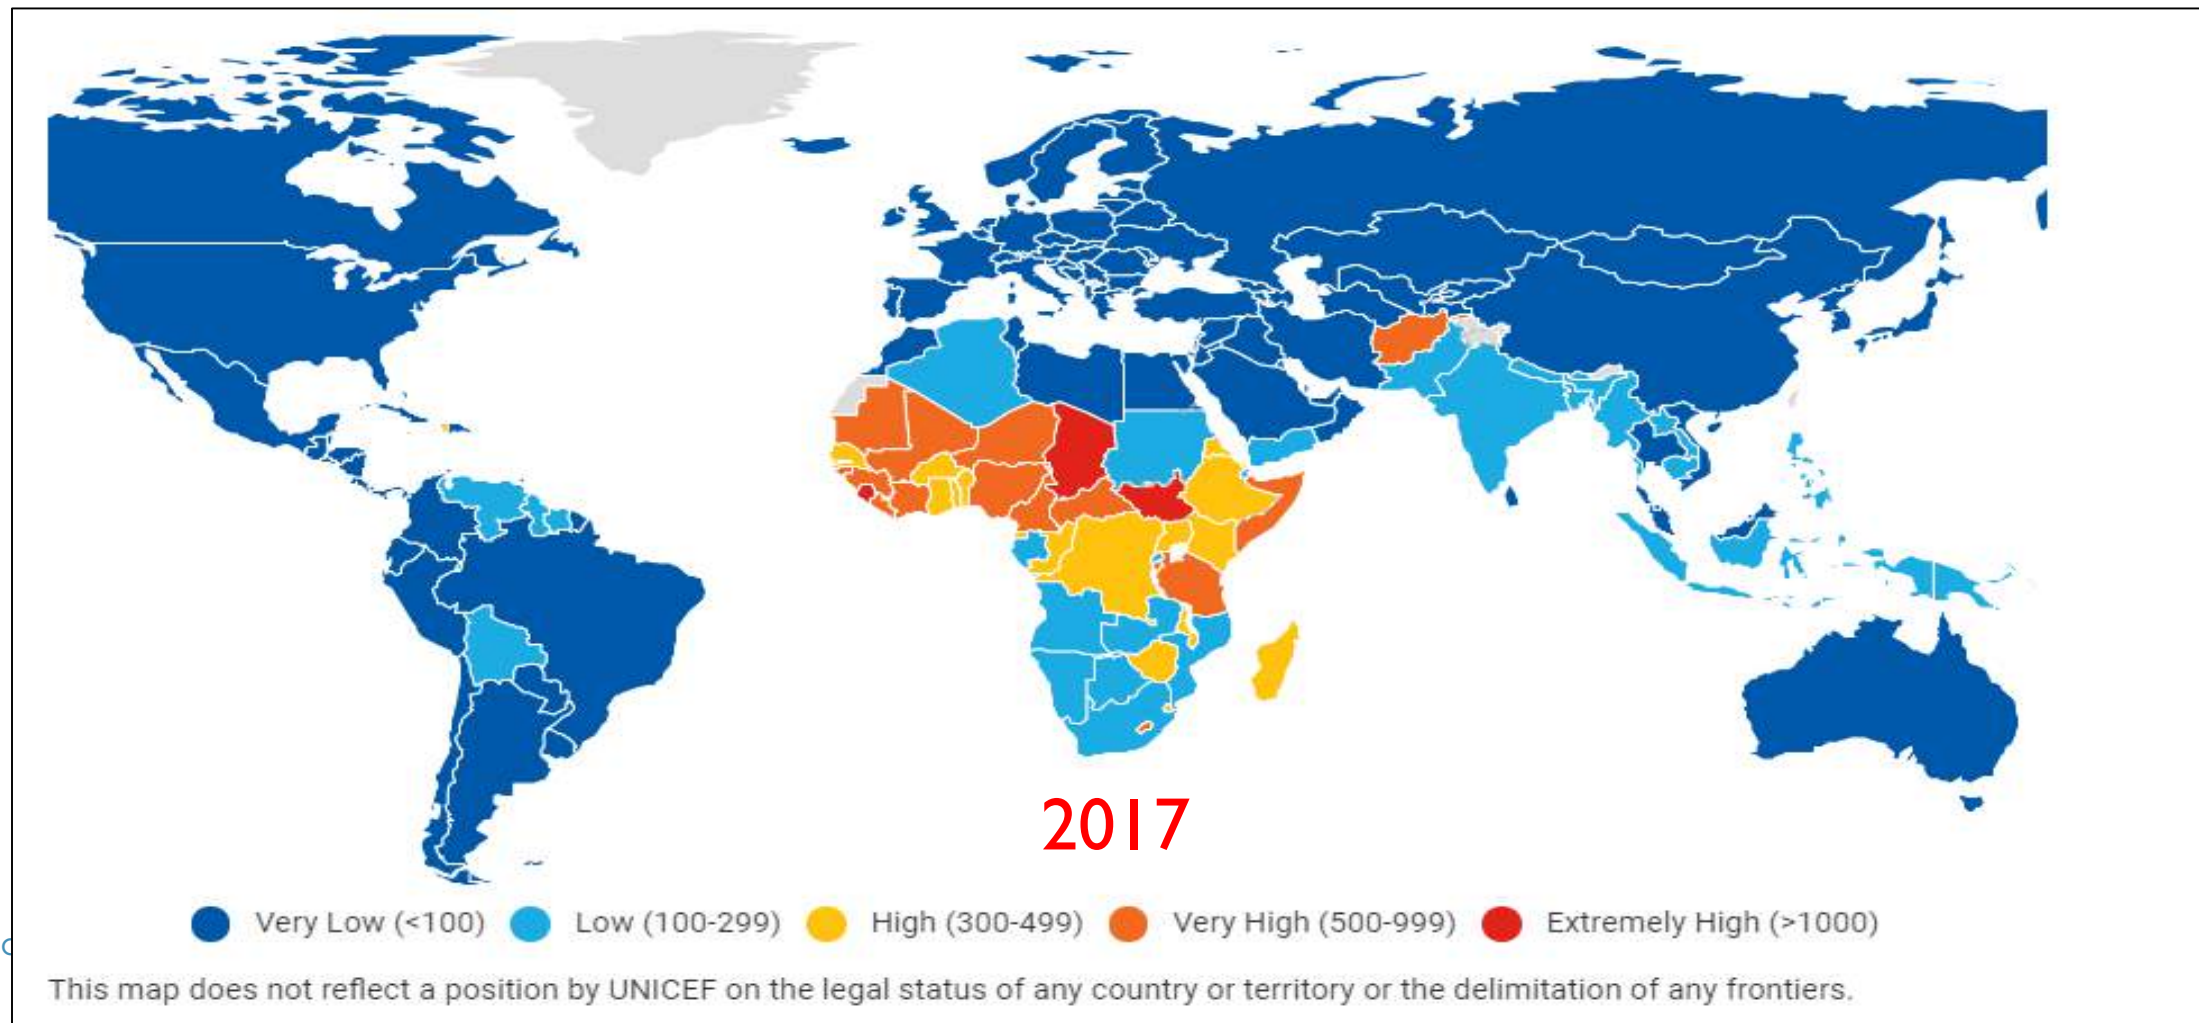 2017
Very Low (<100) Low (100-299) High (300-499) Very High (500-999) Extremely High (>1000)
This map does not reflect a position by UNICEF on the legal status of any country or territory or the delimitation of any frontiers.